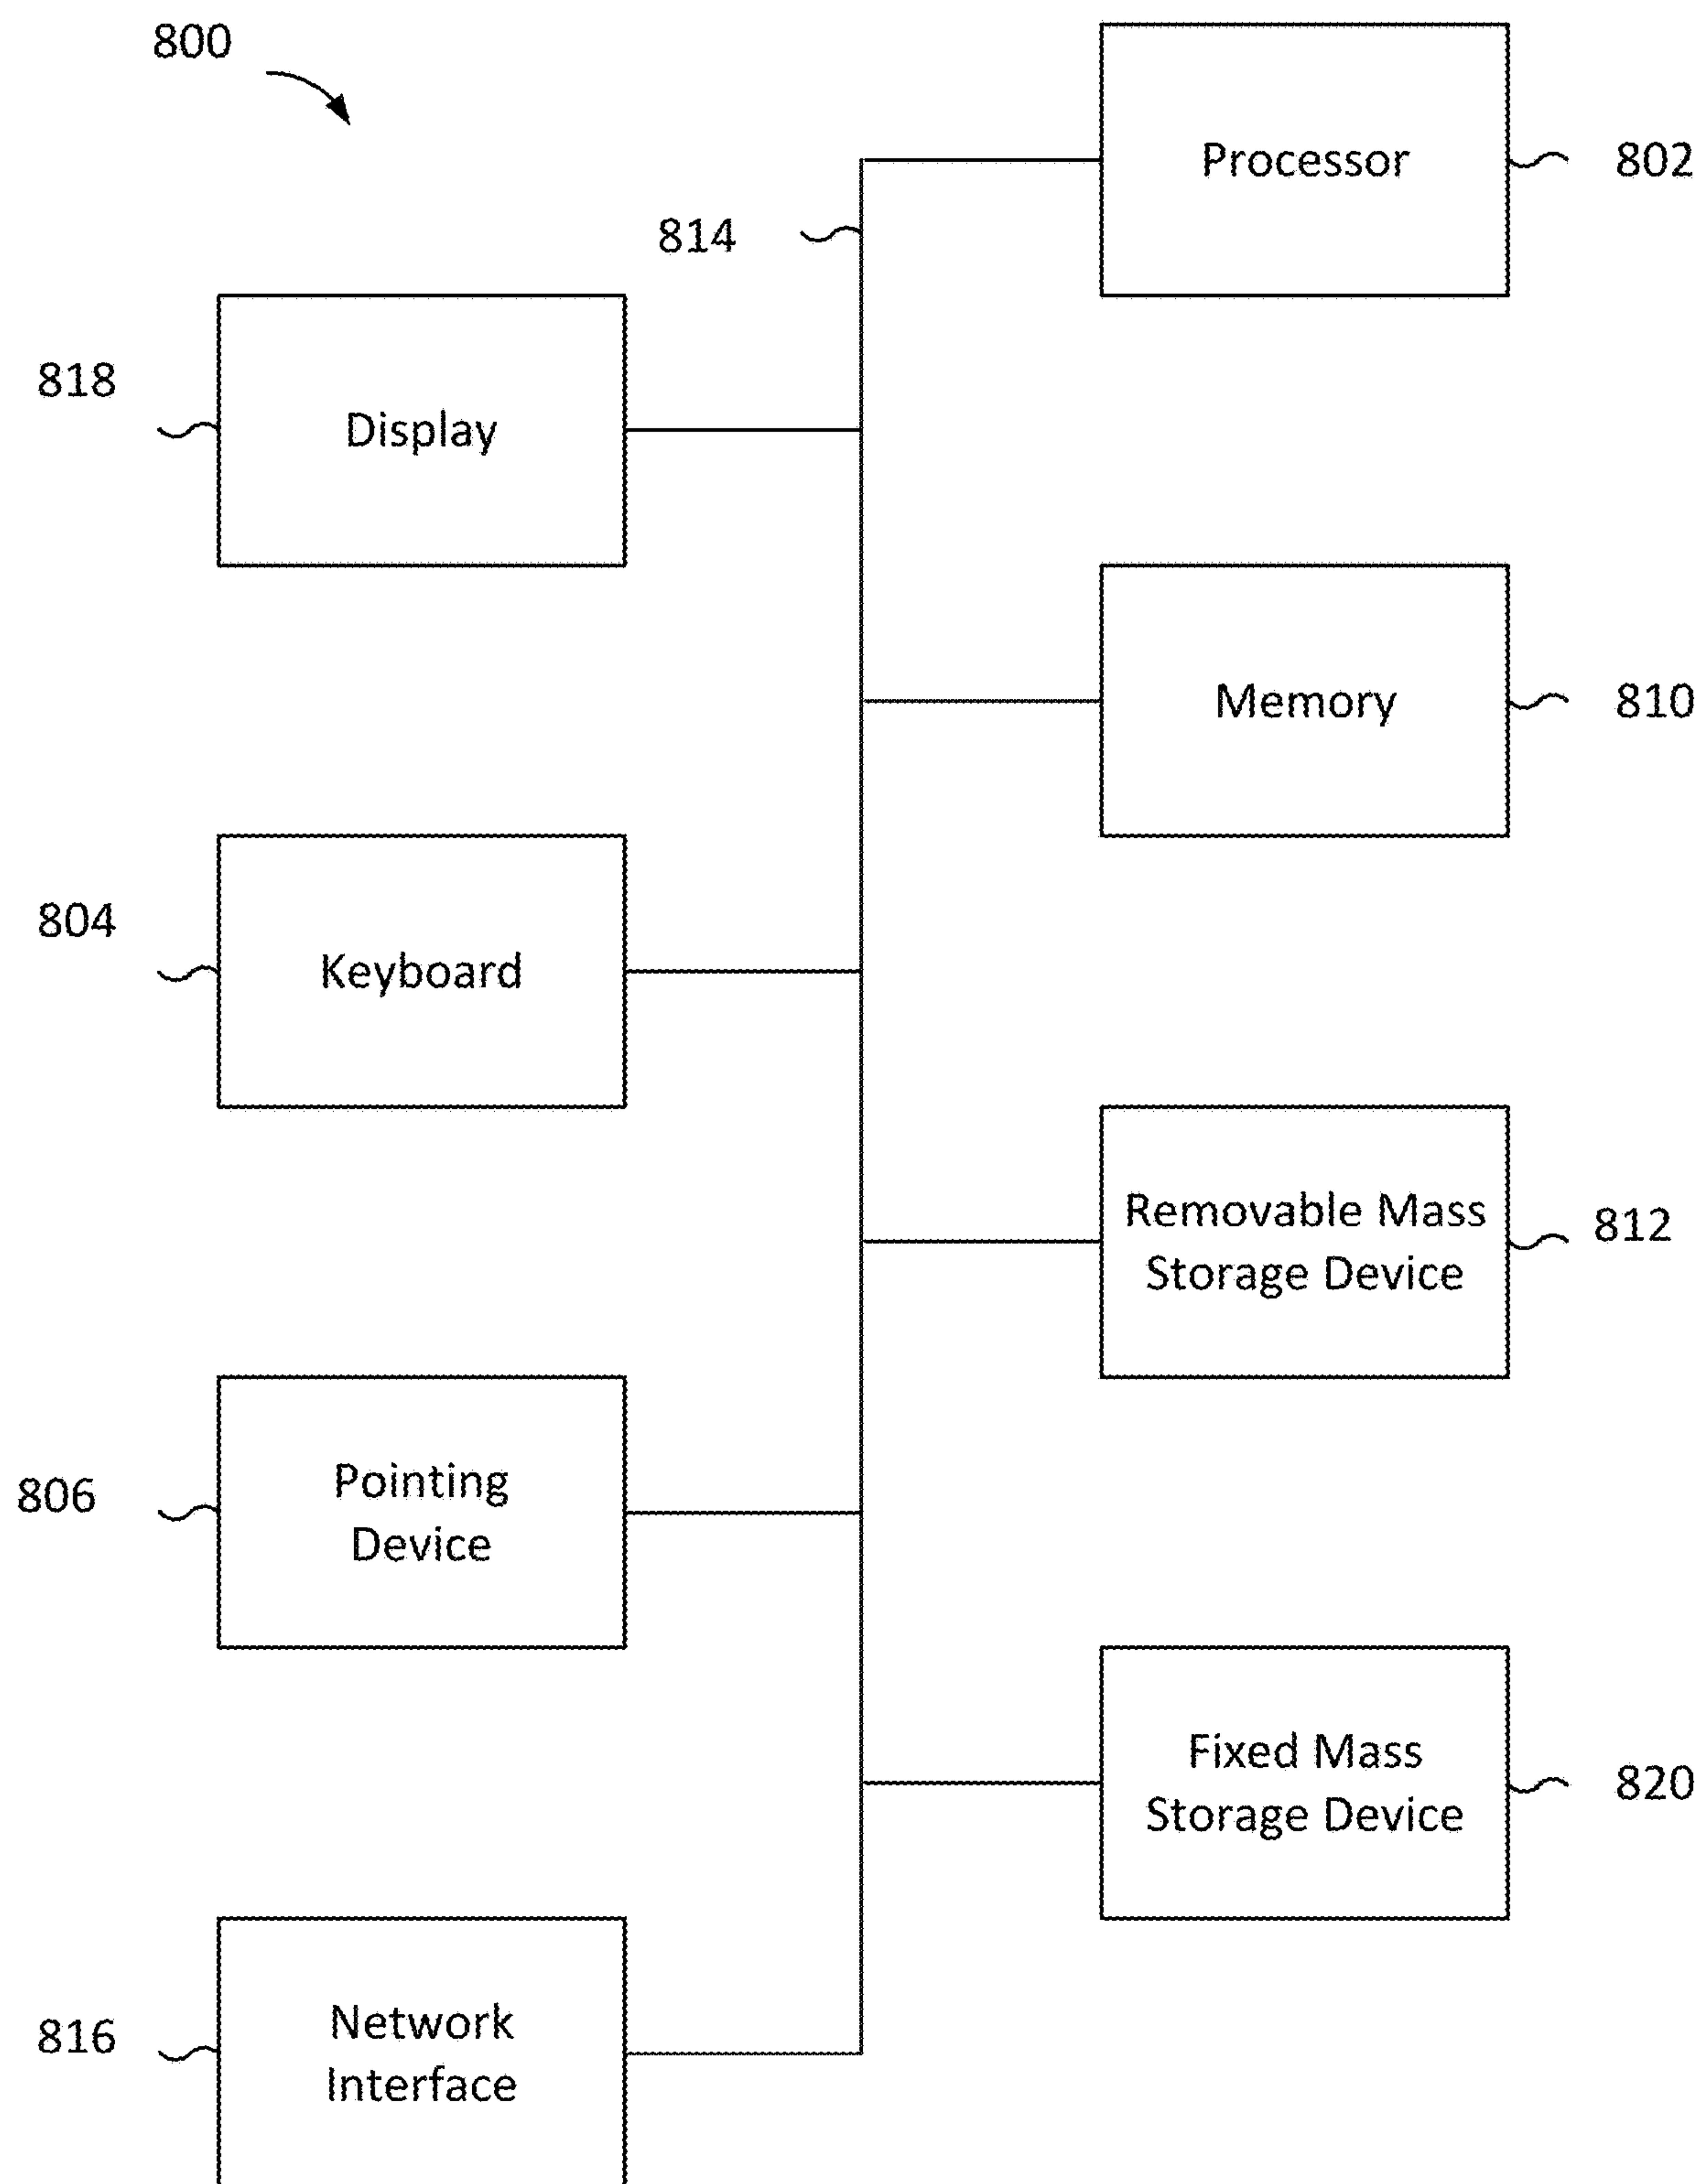 800
Processor
802
814
818
Display
Memory
810
804
Keyboard
Removable Mass
Storage Device
812
806
Pointing
Device
Fixed Mass
Storage Device
820
816
Network
Interface